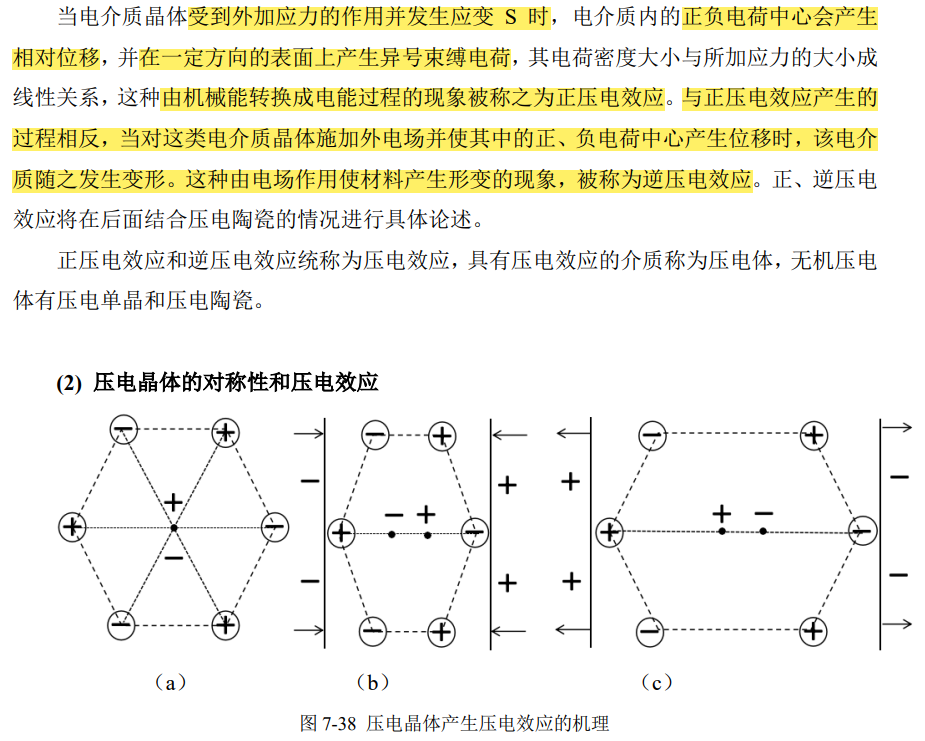 当电介质晶体受到外加应力的作用并发生应变 S 时，电介质内的正负电荷中心会产生
相对位移，并在一定方向的表面上产生异号束缚电荷，其电荷密度大小与所加应力的大小成
线性关系，这种由机械能转换成电能过程的现象被称之为正压电效应。与正压电效应产生的
过程相反，当对这类电介质晶体施加外电场并使其中的正、负电荷中心产生位移时，该电介
质随之发生变形。这种由电场作用使材料产生形变的现象，被称为逆压电效应。正、逆压电
效应将在后面结合压电陶瓷的情况进行具体论述。
正压电效应和逆压电效应统称为压电效应，具有压电效应的介质称为压电体，无机压电
体有压电单晶和压电陶瓷。
(2) 压电晶体的对称性和压电效应
（a） （b） （c）
图 7-38 压电晶体产生压电效应的机理